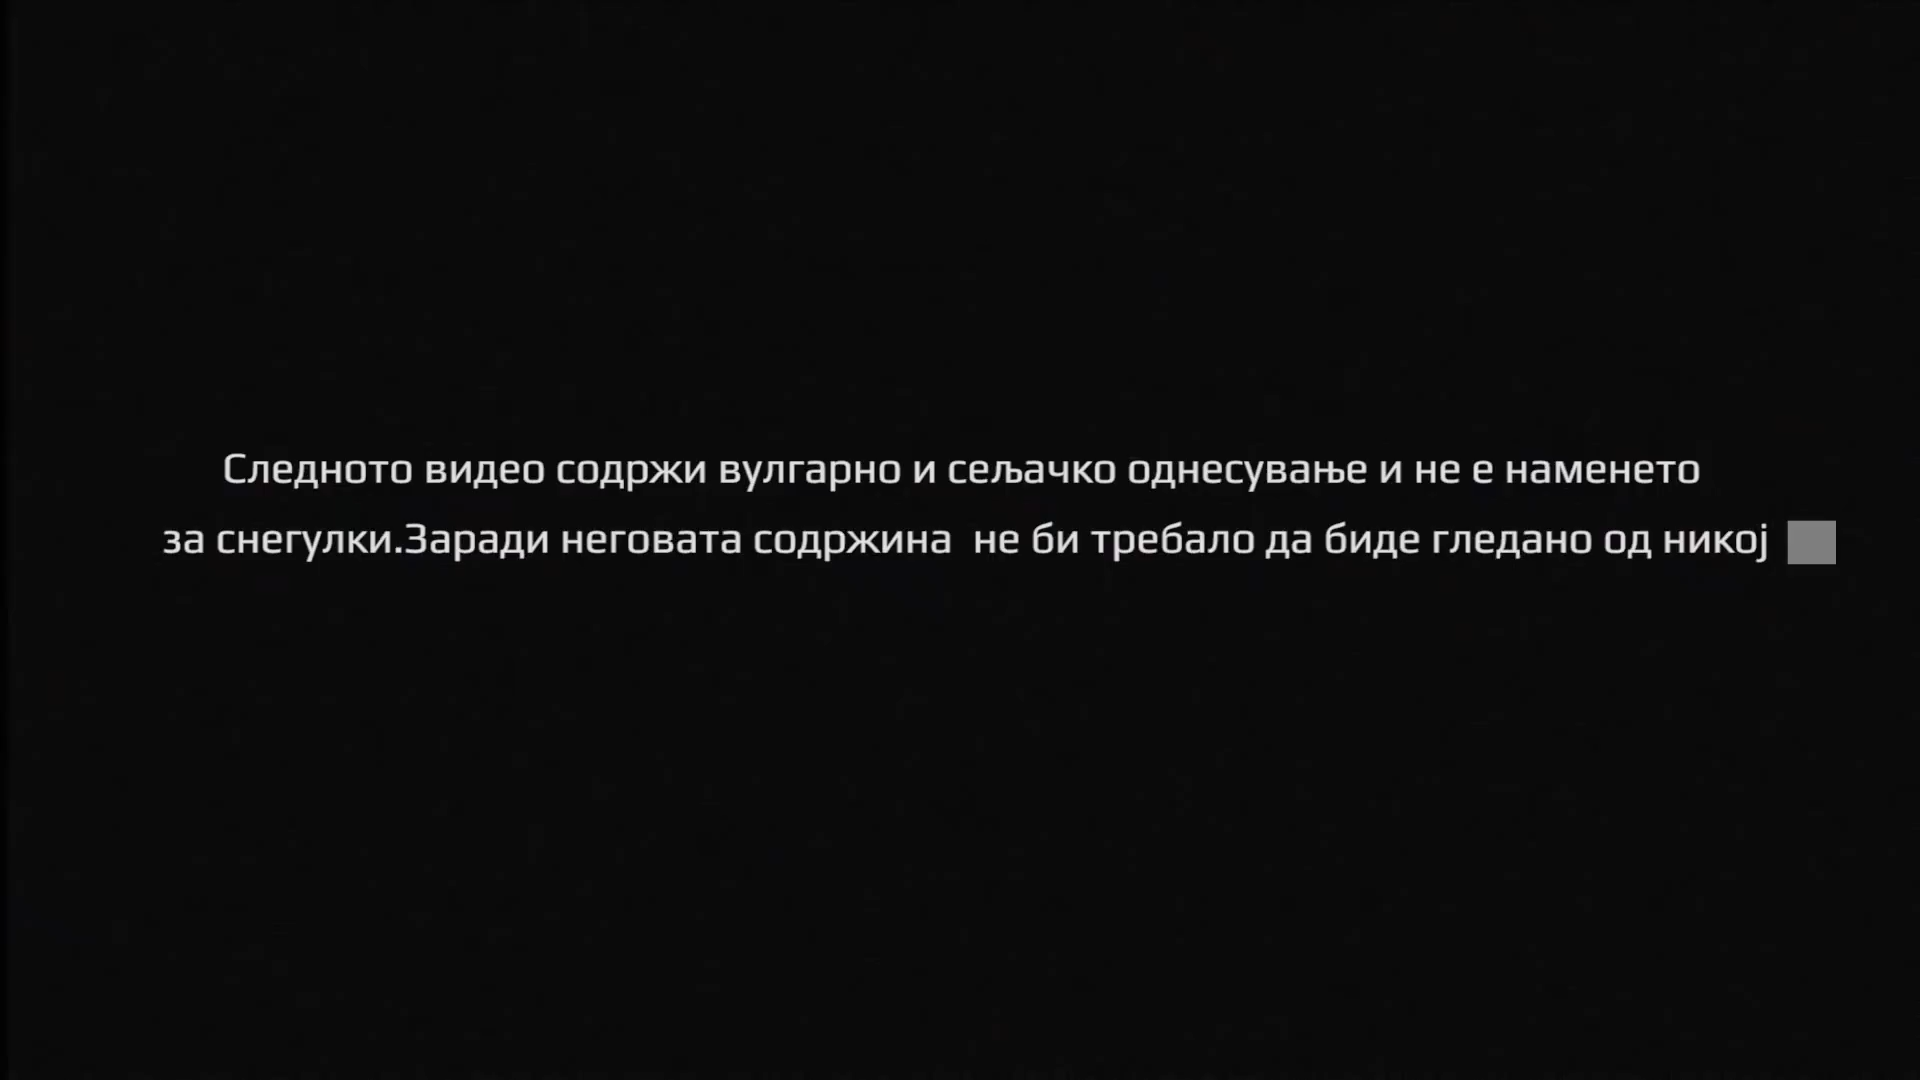 Следното видео содржи вулгарно и сељачко однесување и не е наменето
за снегулки.Заради неговата содржина  не би требало да биде гледано од никој